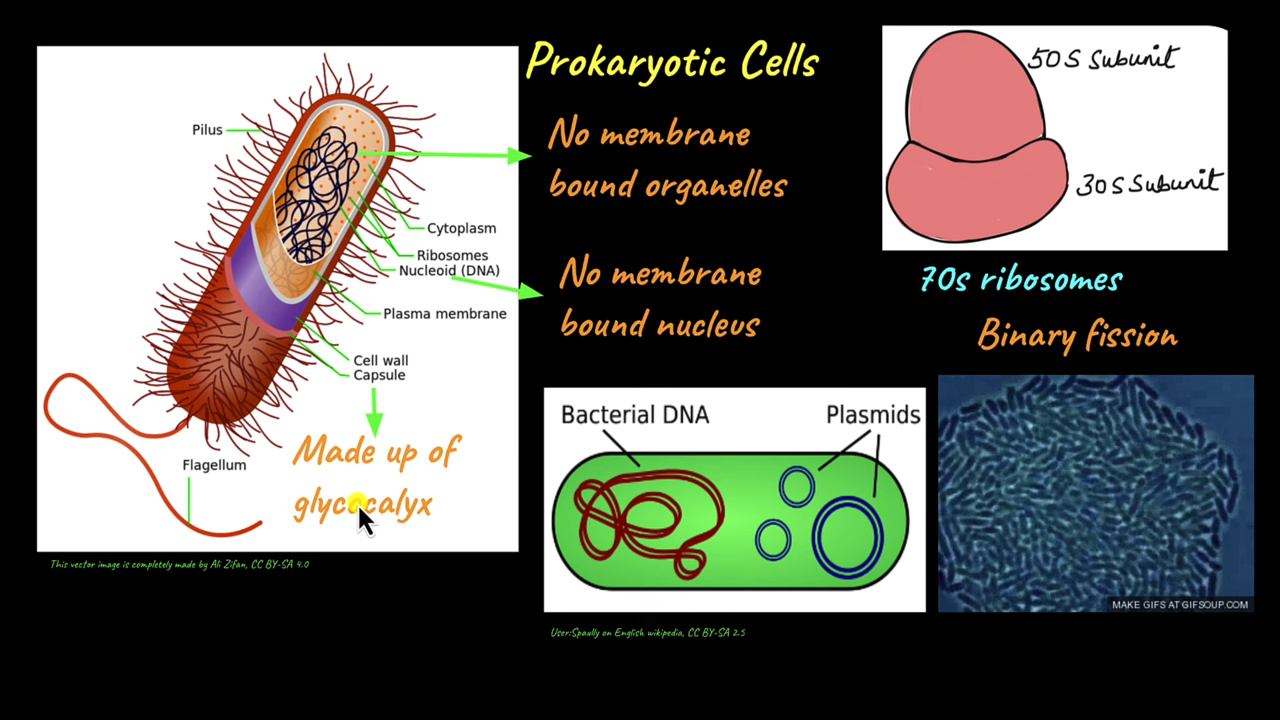 Prokaryotic Cells
Pilus
Cytoplasm
Ribosomes
Nucleoid (DNA)
Plasma membrane
Cell wall
Capsule
Made up of
glycocalyx
Flagellum
This vector image is completely made by Ali Zifan, CC BY-SA 4.0
No membrane
bound organelles
No membrane
bound nucleus
Bacterial DNA
Plasmids
User:Spaully on English wikipedia, CC BY-SA 2.5
50S Subunit
30S Subunit
70s ribosomes
Binary fission
MAKE GIFS AT GIFSOUP.COM